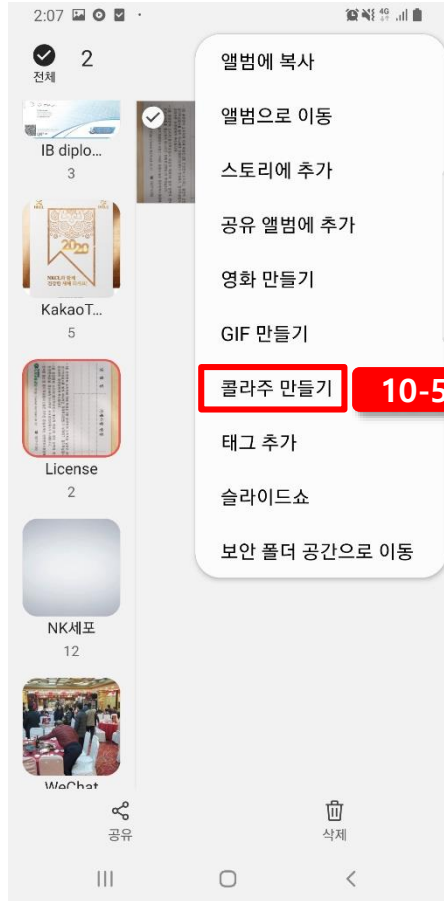 2:07
4G
전체
2
앨범에 복사
앨범으로 이동
스토리에 추가
공유 앨범에 추가
영화 만들기
GIF 만들기
콜라주 만들기
10-5
태그 추가
슬라이드쇼
보안 폴더 공간으로 이동
IB diplo...
3
2020
KakaoT...
5
License
2
NK세포
12
WeChat
공유
삭제